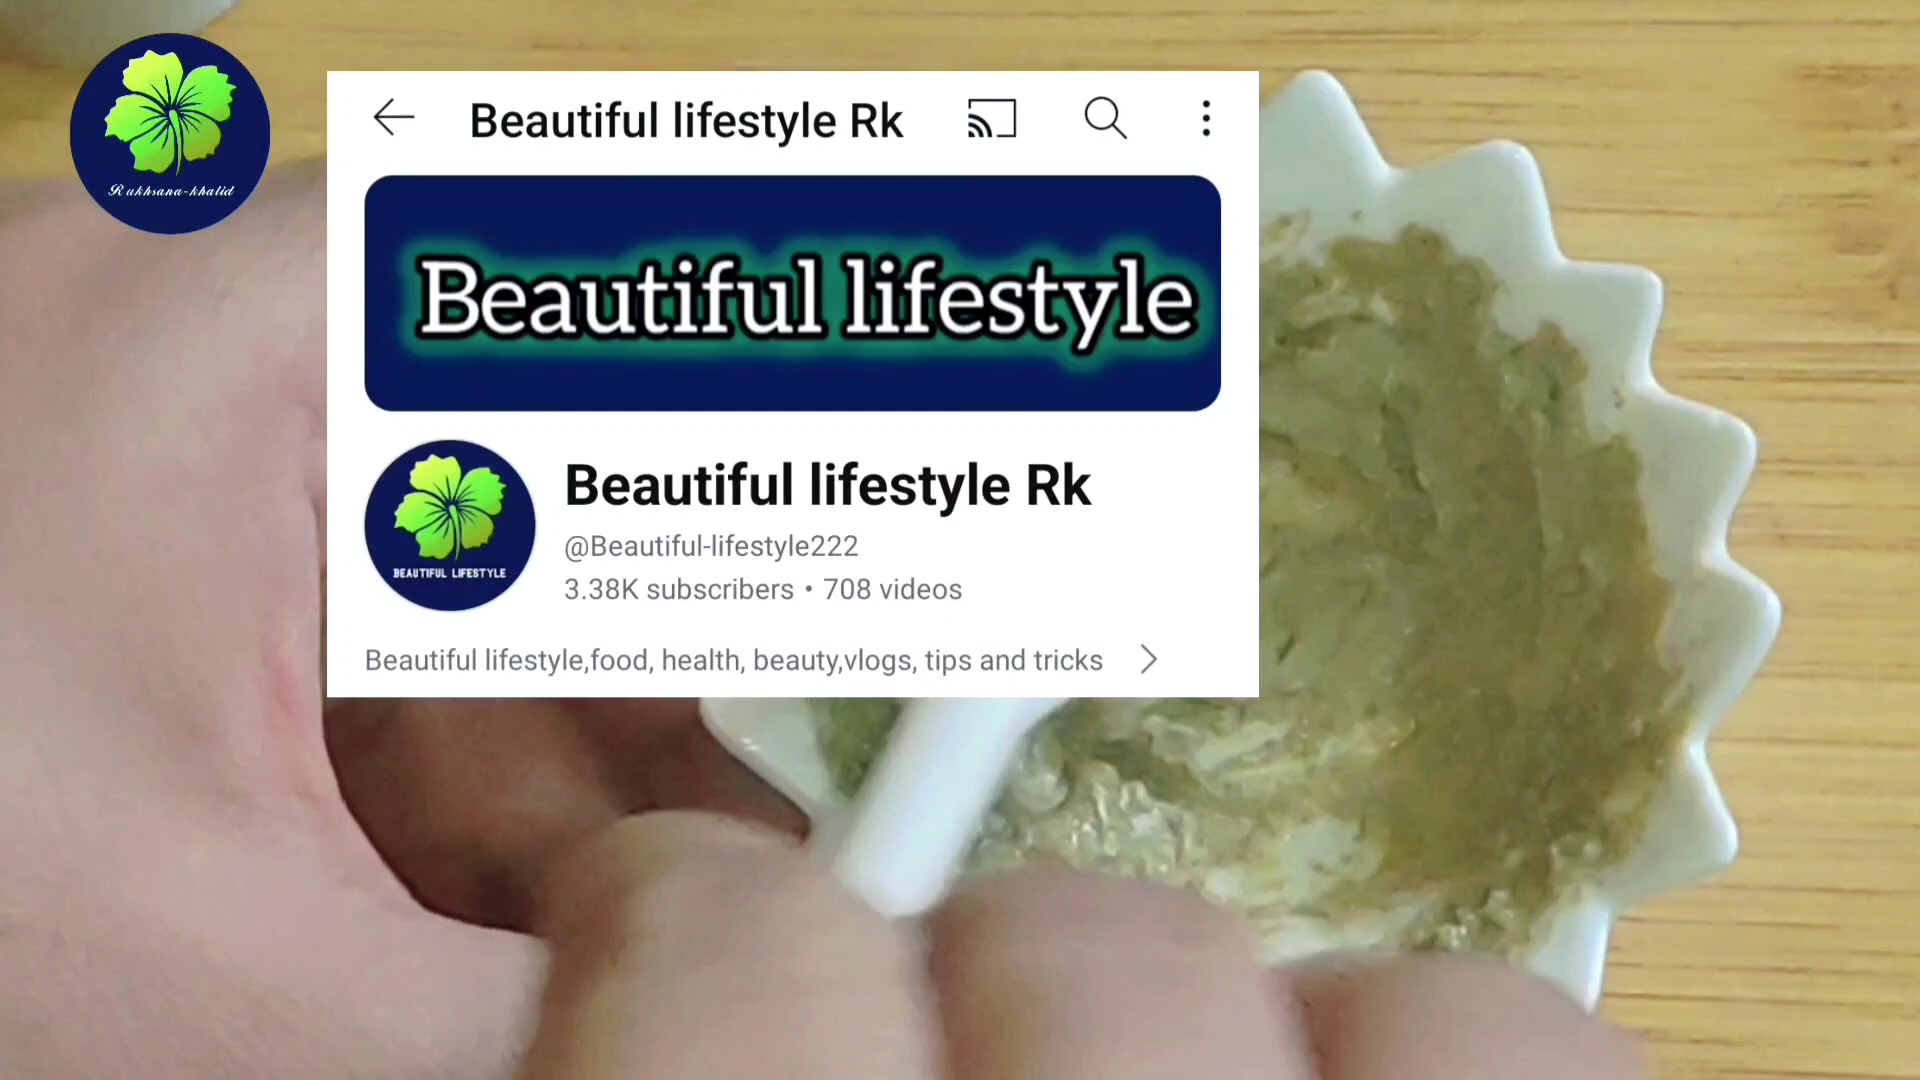 Rukhsana-khalid
Beautiful lifestyle Rk
Beautiful lifestyle
BEAUTIFUL LIFESTYLE
Beautiful lifestyle Rk
@Beautiful-lifestyle222
3.38K subscribers • 708 videos
Beautiful lifestyle,food, health, beauty,vlogs, tips and tricks